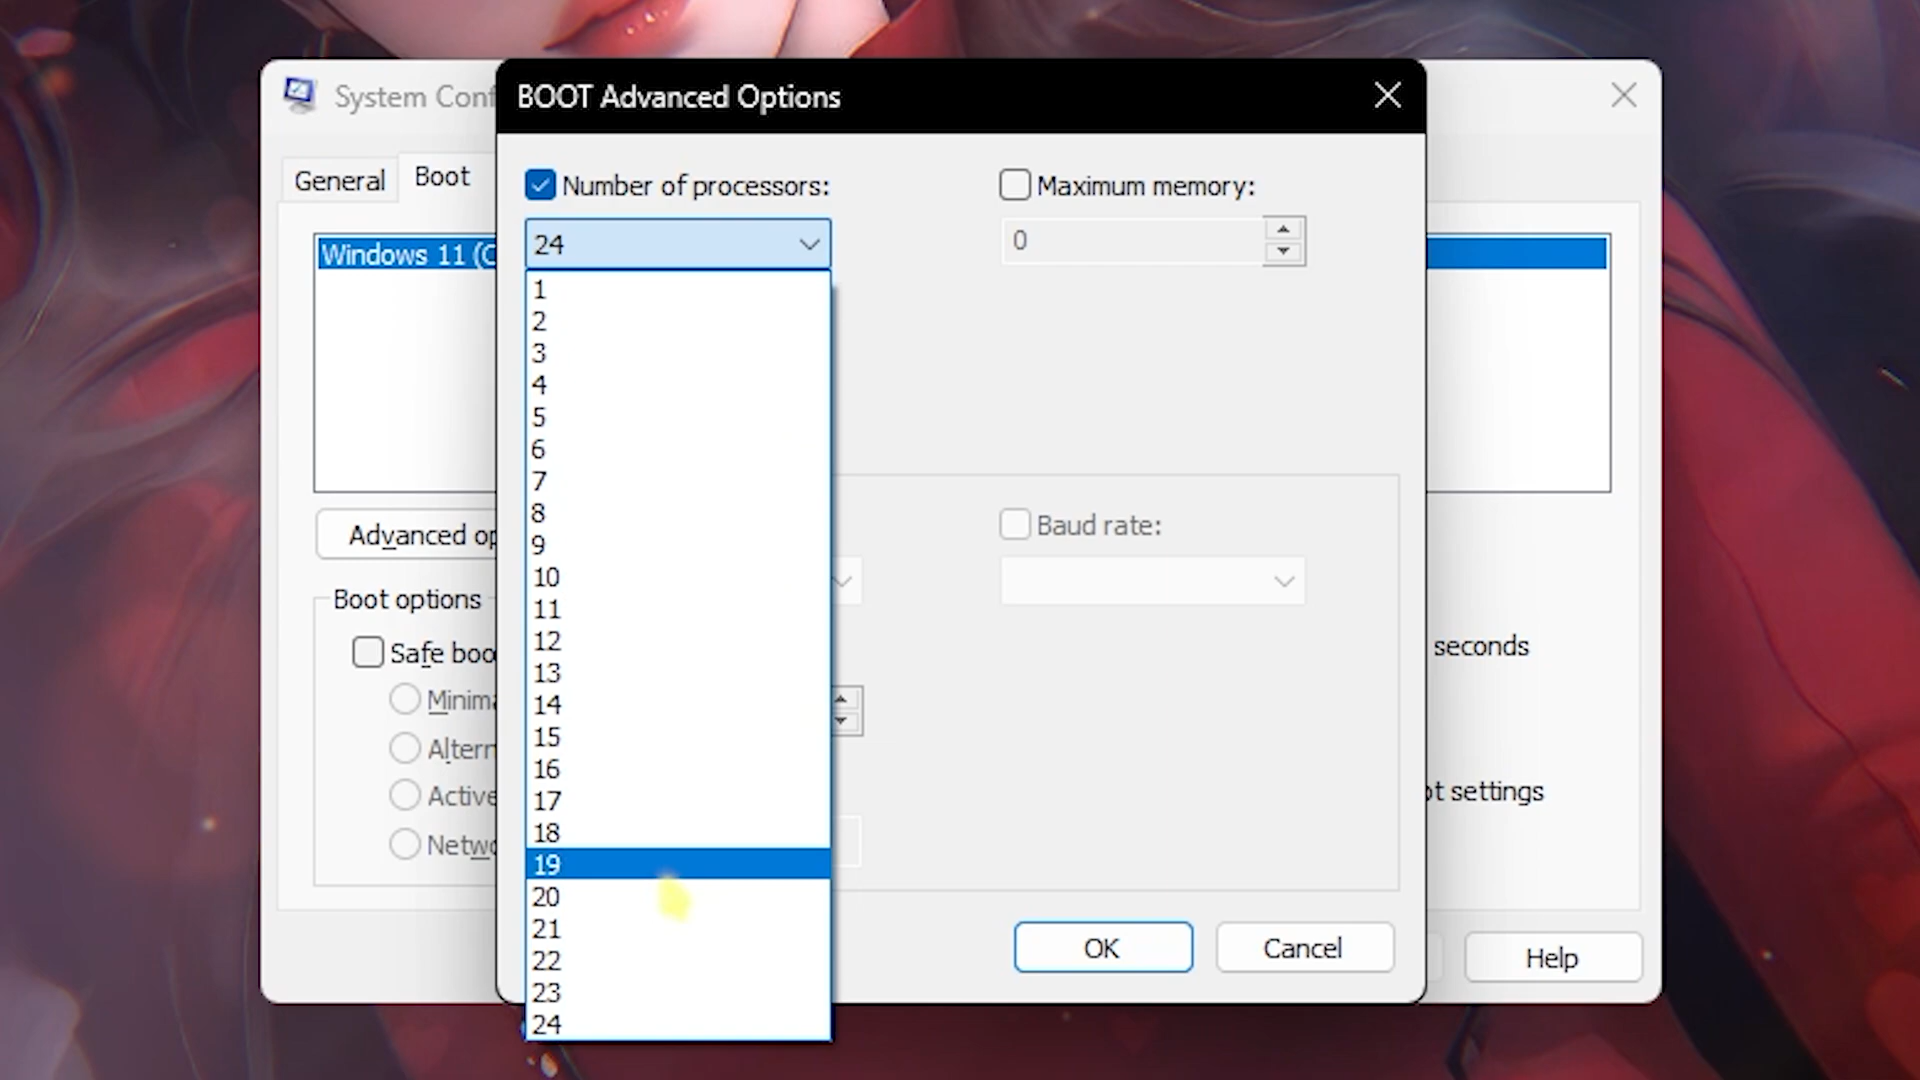 System Conf
BOOT Advanced Options
General
Boot
Number of processors:
Maximum memory:
24
0
Windows 11 (C
1
2
3
4
5
6
7
8
9
10
11
12
13
14
15
16
17
18
19
20
21
22
23
24
Advanced op
Baud rate:
Boot options
Safe boo
seconds
Minima
Altern
Active
ot settings
Netwo
OK
Cancel
Help